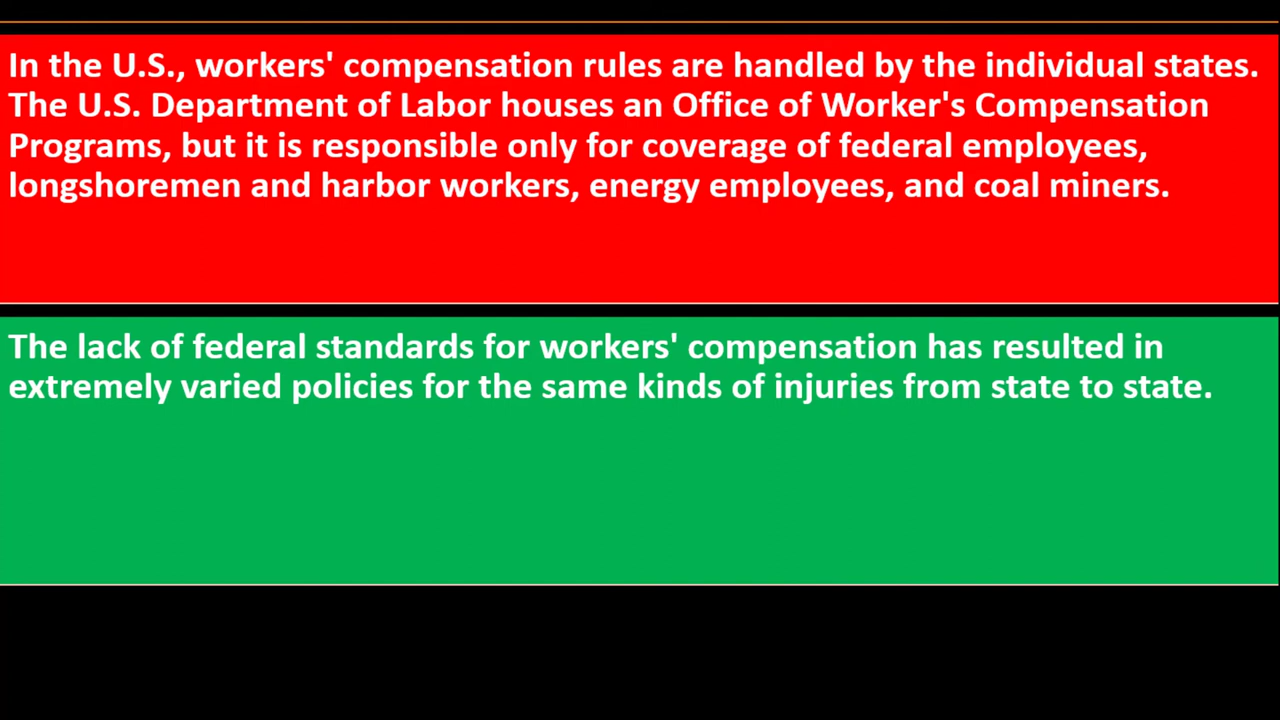 In the U.S., workers' compensation rules are handled by the individual states.
The U.S. Department of Labor houses an Office of Worker's Compensation
Programs, but it is responsible only for coverage of federal employees,
longshoremen and harbor workers, energy employees, and coal miners.
The lack of federal standards for workers' compensation has resulted in
extremely varied policies for the same kinds of injuries from state to state.